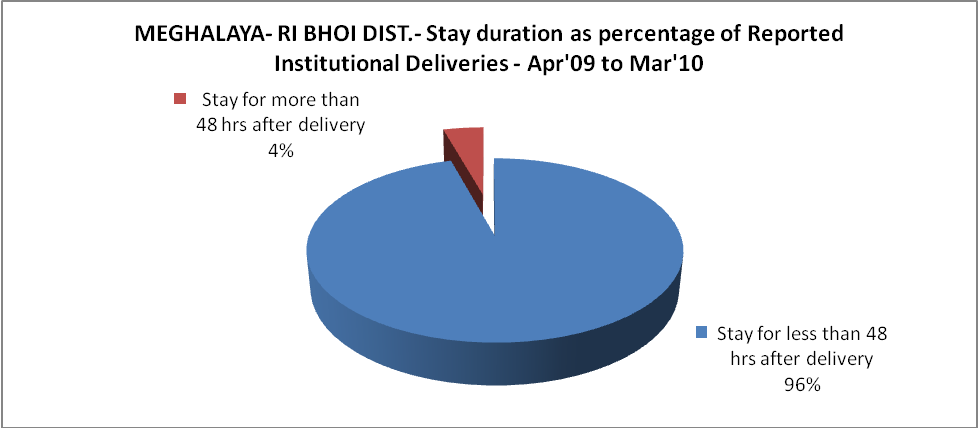 MEGHALAYA- RI BHOI DIST.- Stay duration as percentage of Reported
Institutional Deliveries - Apr'09 to Mar'10
Stay for more than
48 hrs after delivery
4%
Stay for less than 48
hrs after delivery
96%